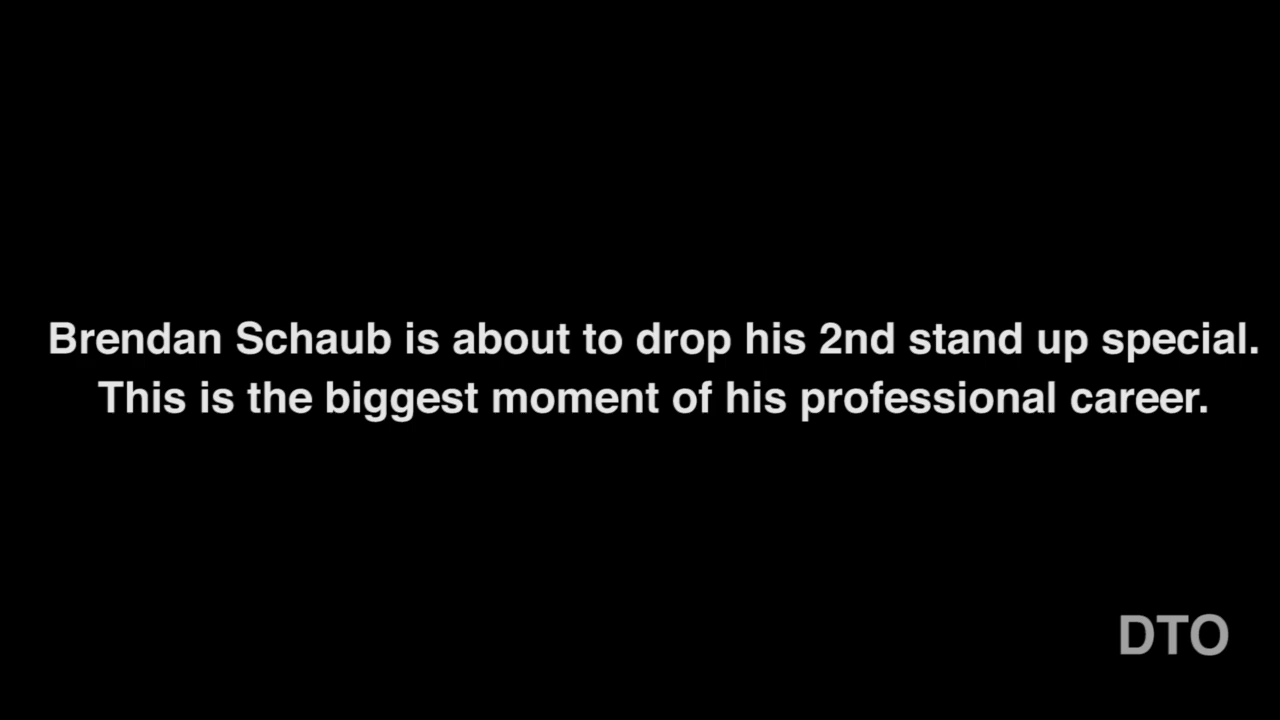 Brendan Schaub is about to drop his 2nd stand up special.
This is the biggest moment of his professional career.
DTO